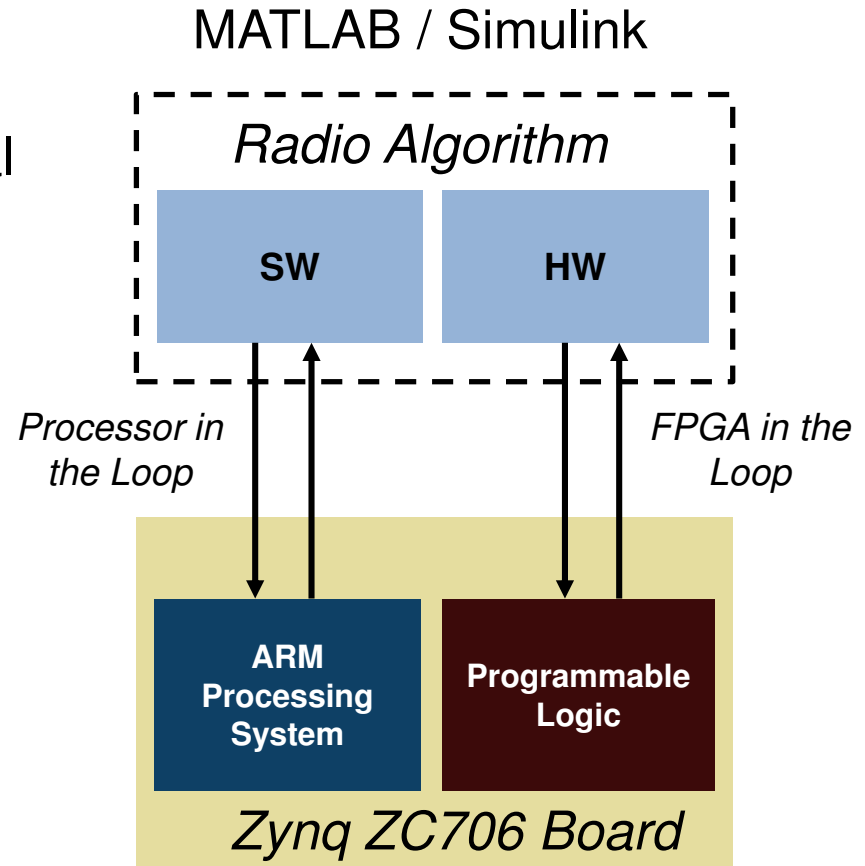 MATLAB / Simulink
Radio Algorithm
SW
HW
Processor in
the Loop
FPGA in the
Loop
ARM
Processing
System
Programmable
Logic
Zynq ZC706 Board